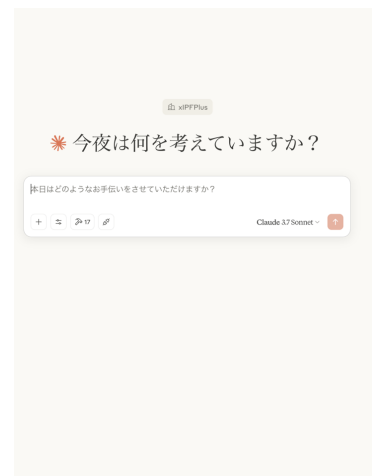 xIPFPlus
今夜は何を考えていますか？
本日はどのようなお手伝いをさせていただけますか？
17
Claude 3.7 Sonnet